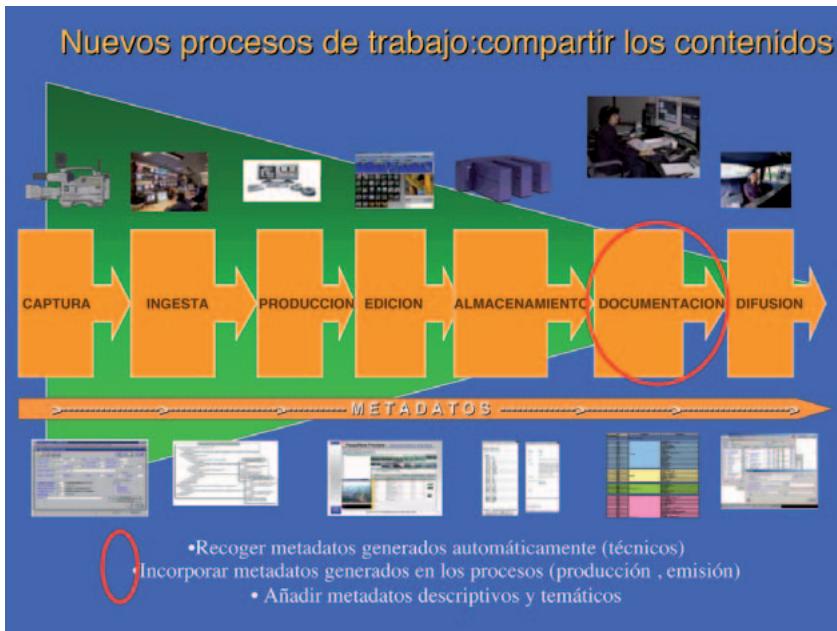 Nuevos procesos de trabajo:compartir los contenidos
CAPTURA INGESTA PRODUCCION EDICION ALMACENAMIENTO DOCUMENTACION DIFUSION
METADATOS
•Recoger metadatos generados automáticamente (técnicos)
•Incorporar metadatos generados en los procesos (producción , emisión)
• Añadir metadatos descriptivos y temáticos